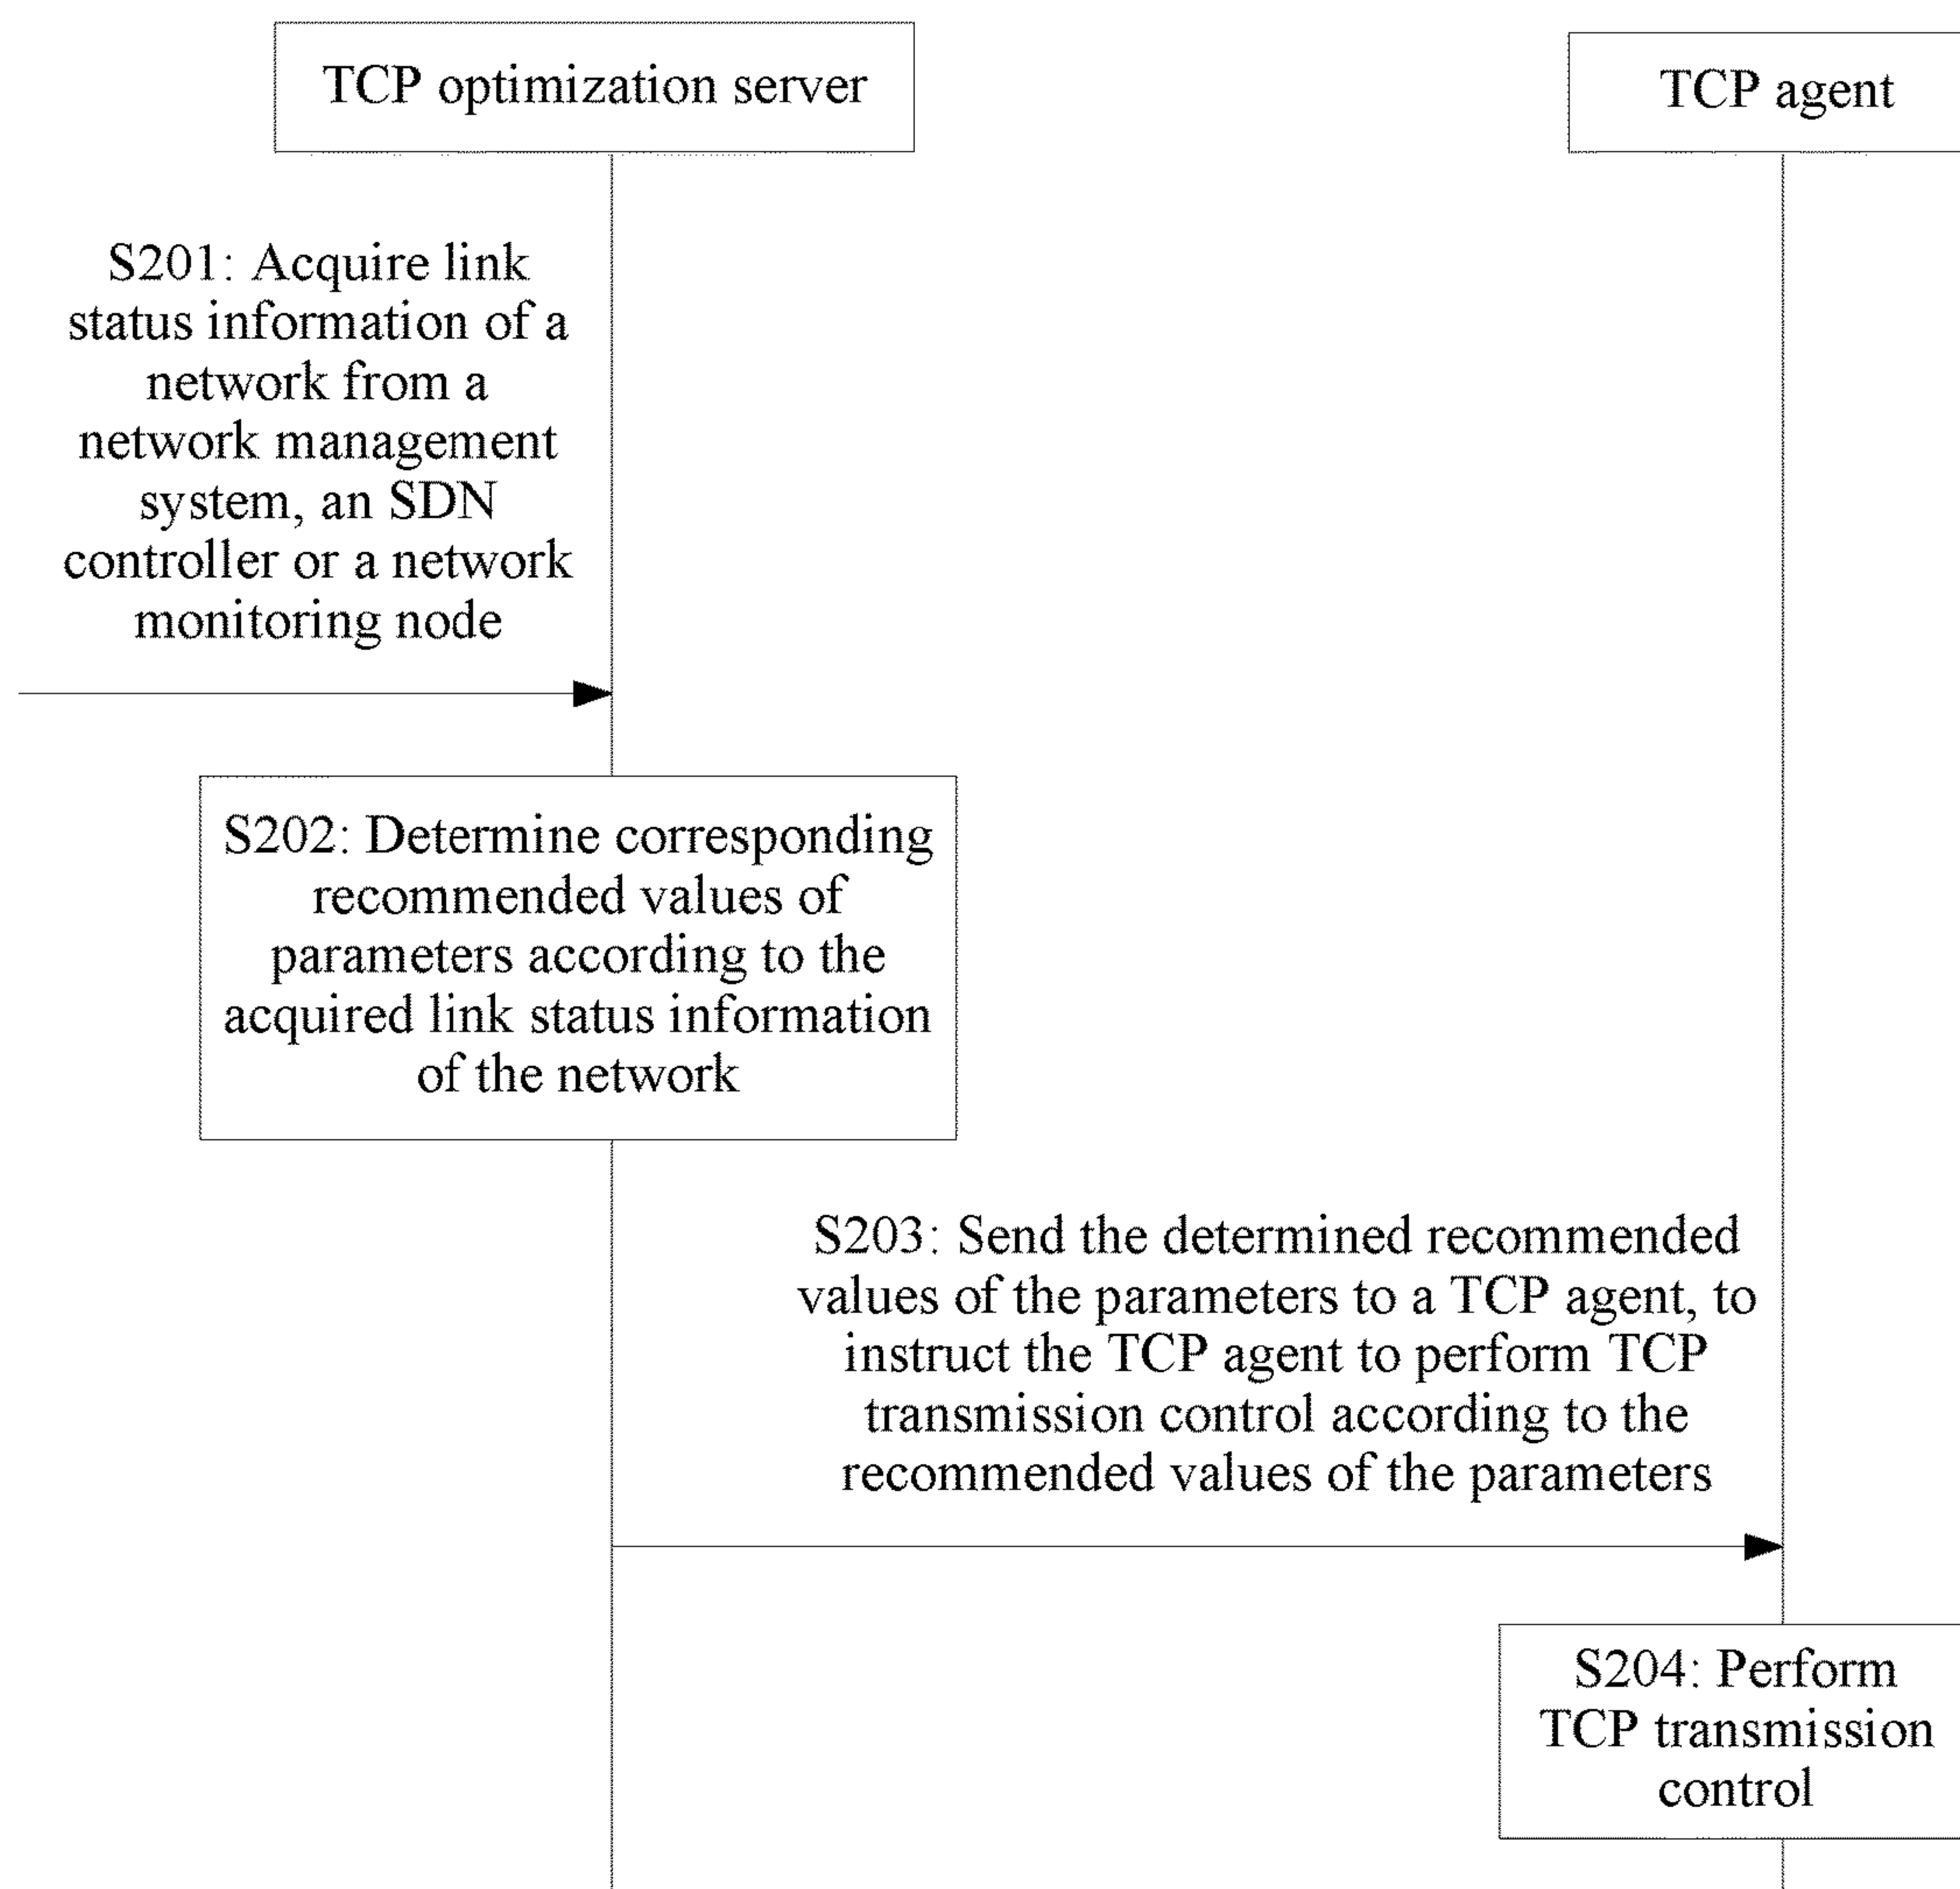 TCP optimization server
TCP agent
S201: Acquire link
status information of a
network from a
network management
system, an SDN
controller or a network
monitoring node
S202: Determine corresponding
recommended values of
parameters according to the
acquired link status information
of the network
S203: Send the determined recommended
values of the parameters to a TCP agent, to
instruct the TCP agent to perform TCP
transmission control according to the
recommended values of the parameters
S204: Perform
TCP transmission
control